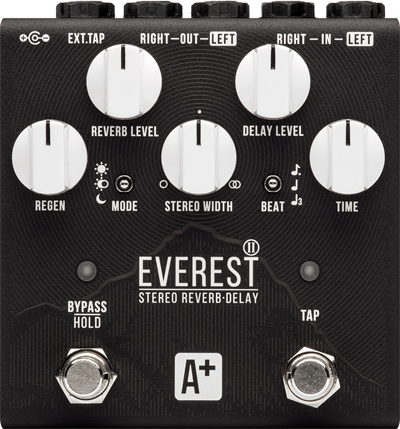 EXT.TAP
RIGHT—OUT—LEFT
RIGHT—IN—LEFT
REVERB LEVEL
DELAY LEVEL
REGEN
MODE
STEREO WIDTH
BEAT
3
TIME
EVEREST II
STEREO REVERB·DELAY
BYPASS
HOLD
TAP
A+